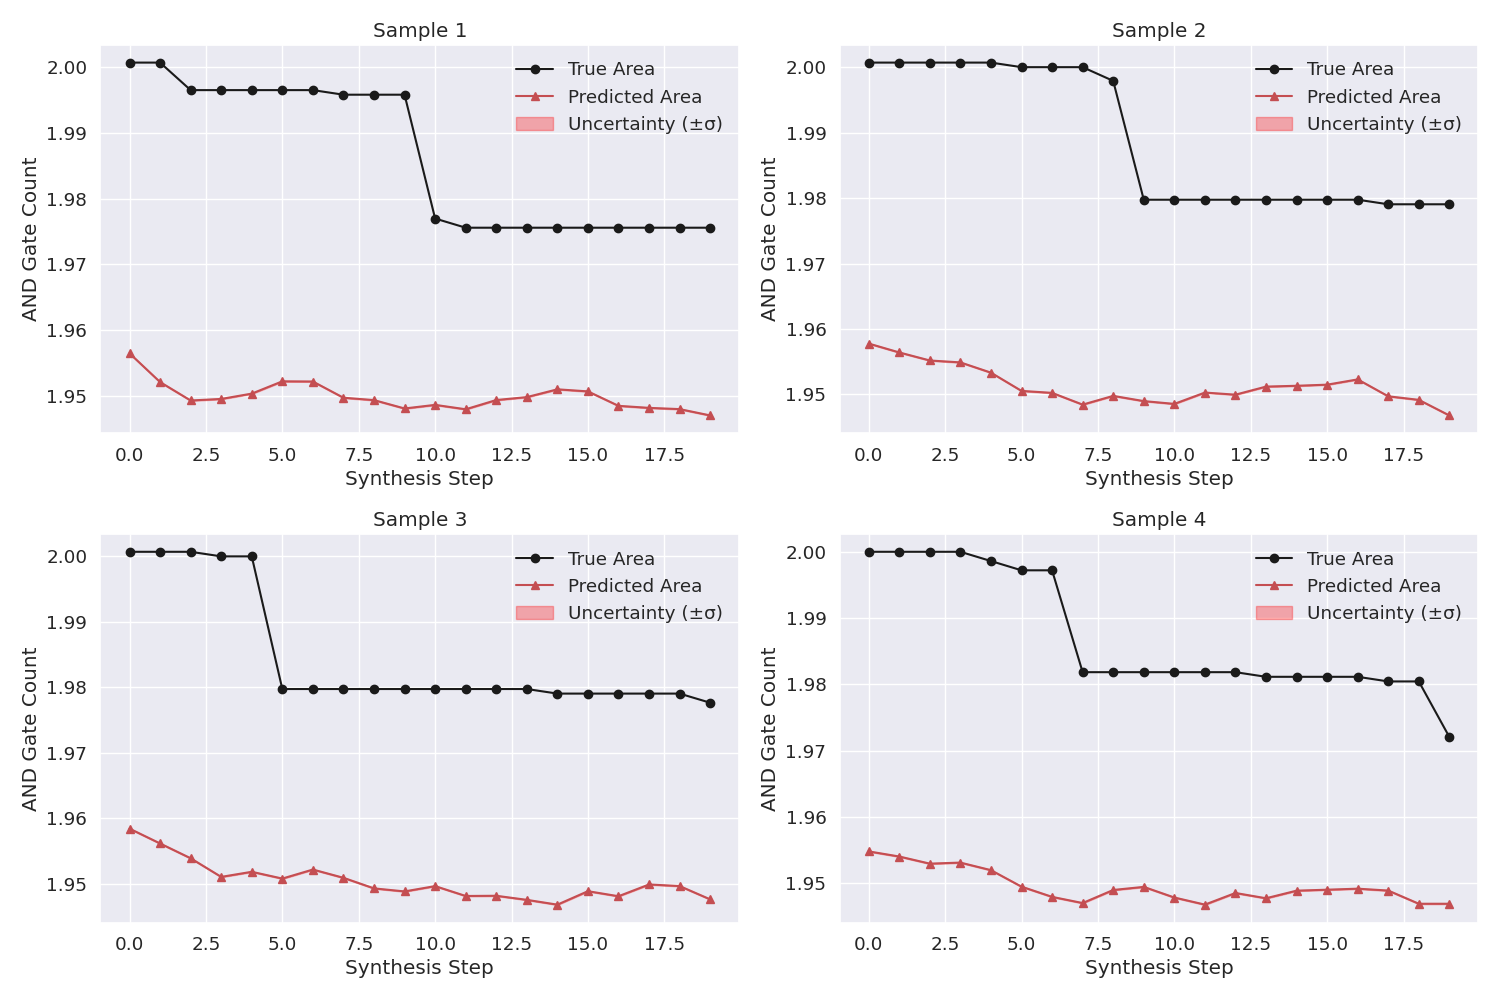 Sample 1
2.00
1.99
1.98
1.97
1.96
1.95
AND Gate Count
True Area
Predicted Area
Uncertainty (±σ)
0.0 2.5 5.0 7.5 10.0 12.5 15.0 17.5
Synthesis Step
Sample 2
2.00
1.99
1.98
1.97
1.96
1.95
AND Gate Count
True Area
Predicted Area
Uncertainty (±σ)
0.0 2.5 5.0 7.5 10.0 12.5 15.0 17.5
Synthesis Step
Sample 3
2.00
1.99
1.98
1.97
1.96
1.95
AND Gate Count
True Area
Predicted Area
Uncertainty (±σ)
0.0 2.5 5.0 7.5 10.0 12.5 15.0 17.5
Synthesis Step
Sample 4
2.00
1.99
1.98
1.97
1.96
1.95
AND Gate Count
True Area
Predicted Area
Uncertainty (±σ)
0.0 2.5 5.0 7.5 10.0 12.5 15.0 17.5
Synthesis Step